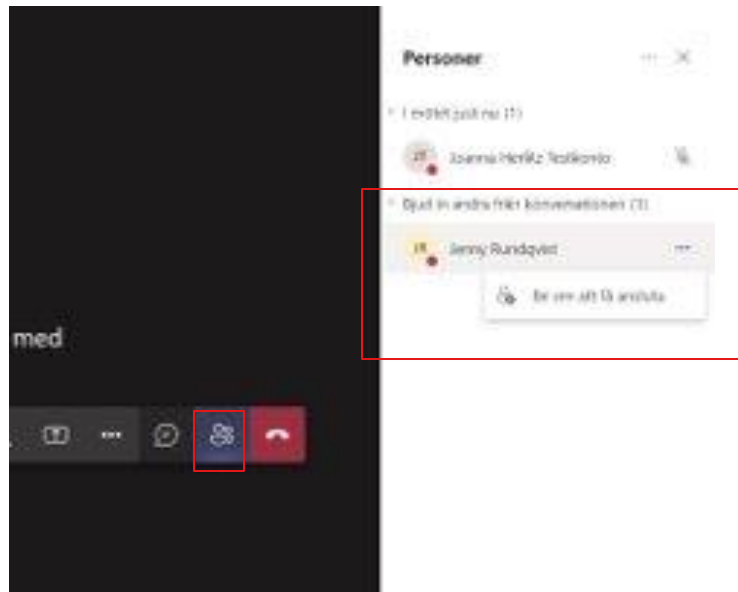 Personer
I mötet just nu (1)
Joanna Testkonto
Bjud in andra från konversationen (1)
JR Jenny Rundqvist
Be om att få ansluta
med